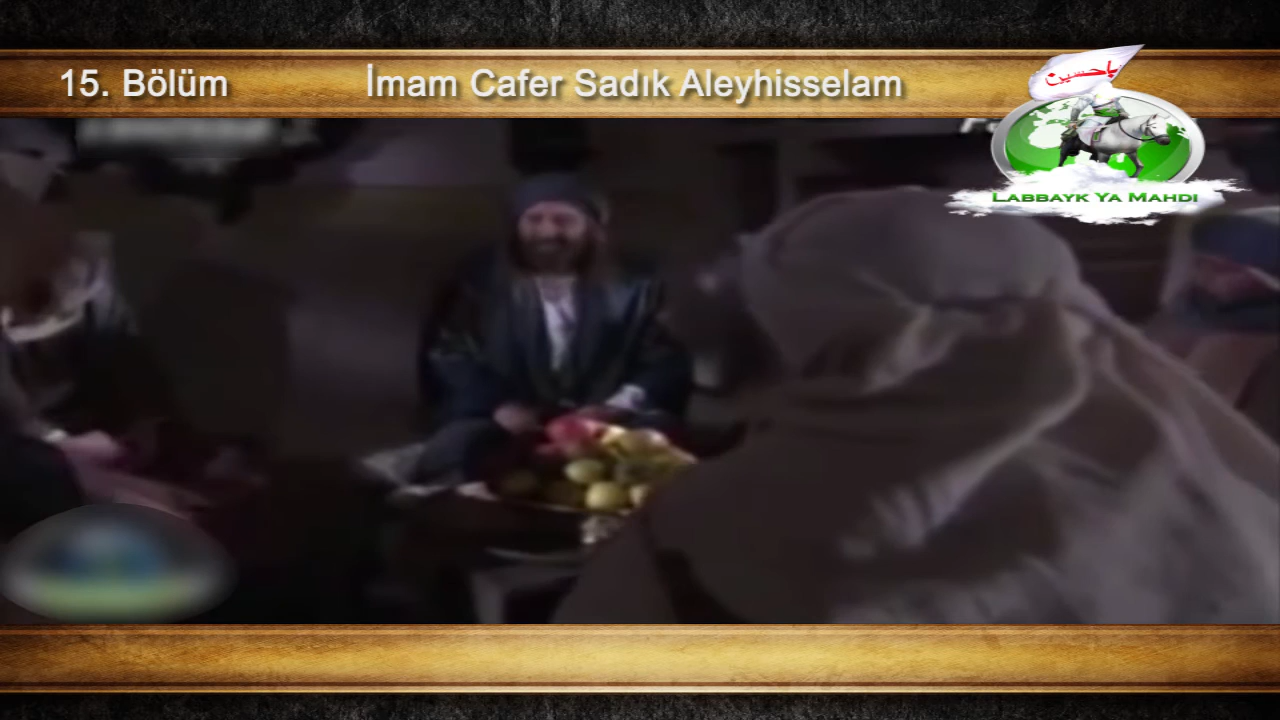 15. Bölüm İmam Cafer Sadık Aleyhisselam
یاحسین
LABBAYK YA MAHDI